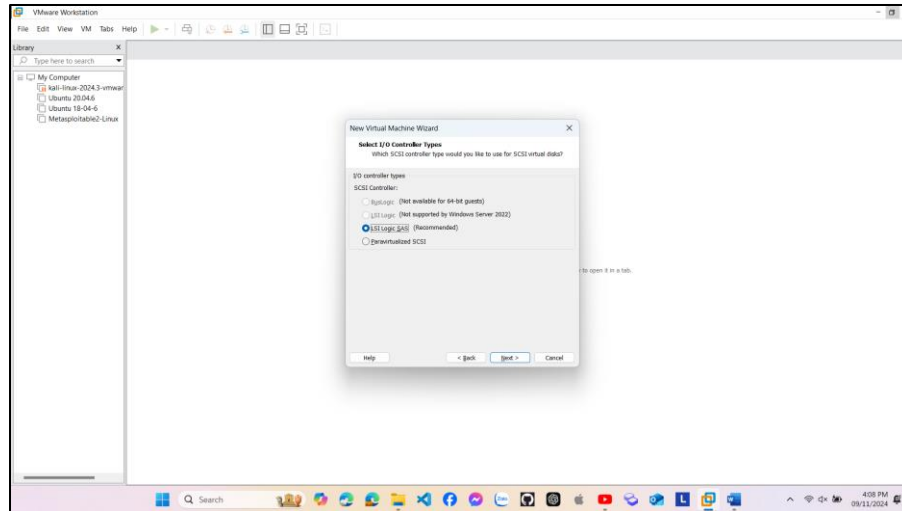 VMware Workstation
File Edit View VM Tabs Help
Library
Type here to search
My Computer
kali-linux-2024.3-vmwar
Ubuntu 20.04.6
Ubuntu 18-04-6
Metasploitable2-Linux
New Virtual Machine Wizard
Select I/O Controller Types
Which SCSI controller type would you like to use for SCSI virtual disks?
I/O controller types
SCSI Controller:
BusLogic (Not available for 64-bit guests)
LSI Logic (Not supported by Windows Server 2022)
LSI Logic SAS (Recommended)
Paravirtualized SCSI
to open it in a tab.
Help < Back Next > Cancel
Search
4:08 PM
09/11/2024